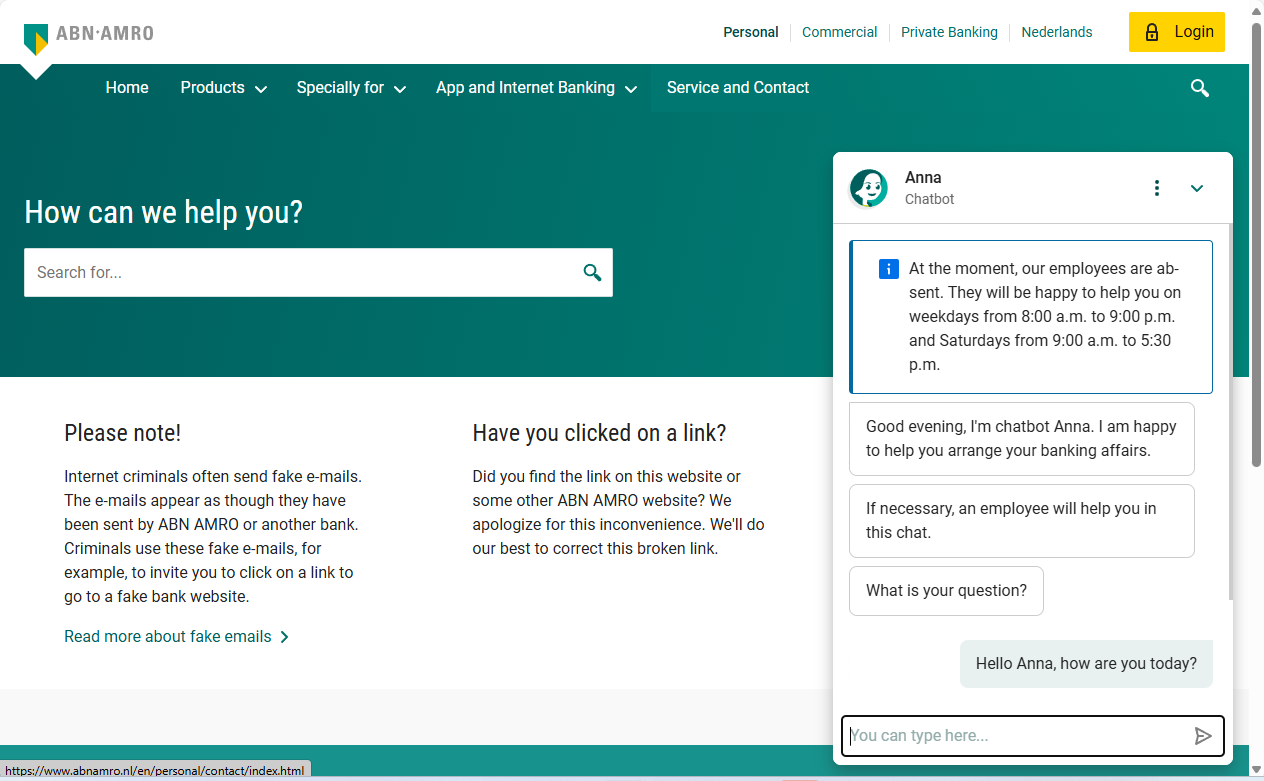 ABN·AMRO
Personal
Commercial
Private Banking
Nederlands
Login
Home
Products
Specially for
App and Internet Banking
Service and Contact
How can we help you?
Search for...
Please note!
Internet criminals often send fake e-mails.
The e-mails appear as though they have
been sent by ABN AMRO or another bank.
Criminals use these fake e-mails, for
example, to invite you to click on a link to
go to a fake bank website.
Read more about fake emails
Have you clicked on a link?
Did you find the link on this website or
some other ABN AMRO website? We
apologize for this inconvenience. We'll do
our best to correct this broken link.
Anna
Chatbot
At the moment, our employees are ab-
sent. They will be happy to help you on
weekdays from 8:00 a.m. to 9:00 p.m.
and Saturdays from 9:00 a.m. to 5:30
p.m.
Good evening, I'm chatbot Anna. I am happy
to help you arrange your banking affairs.
If necessary, an employee will help you in
this chat.
What is your question?
Hello Anna, how are you today?
You can type here...
https://www.abnamro.nl/en/personal/contact/index.html